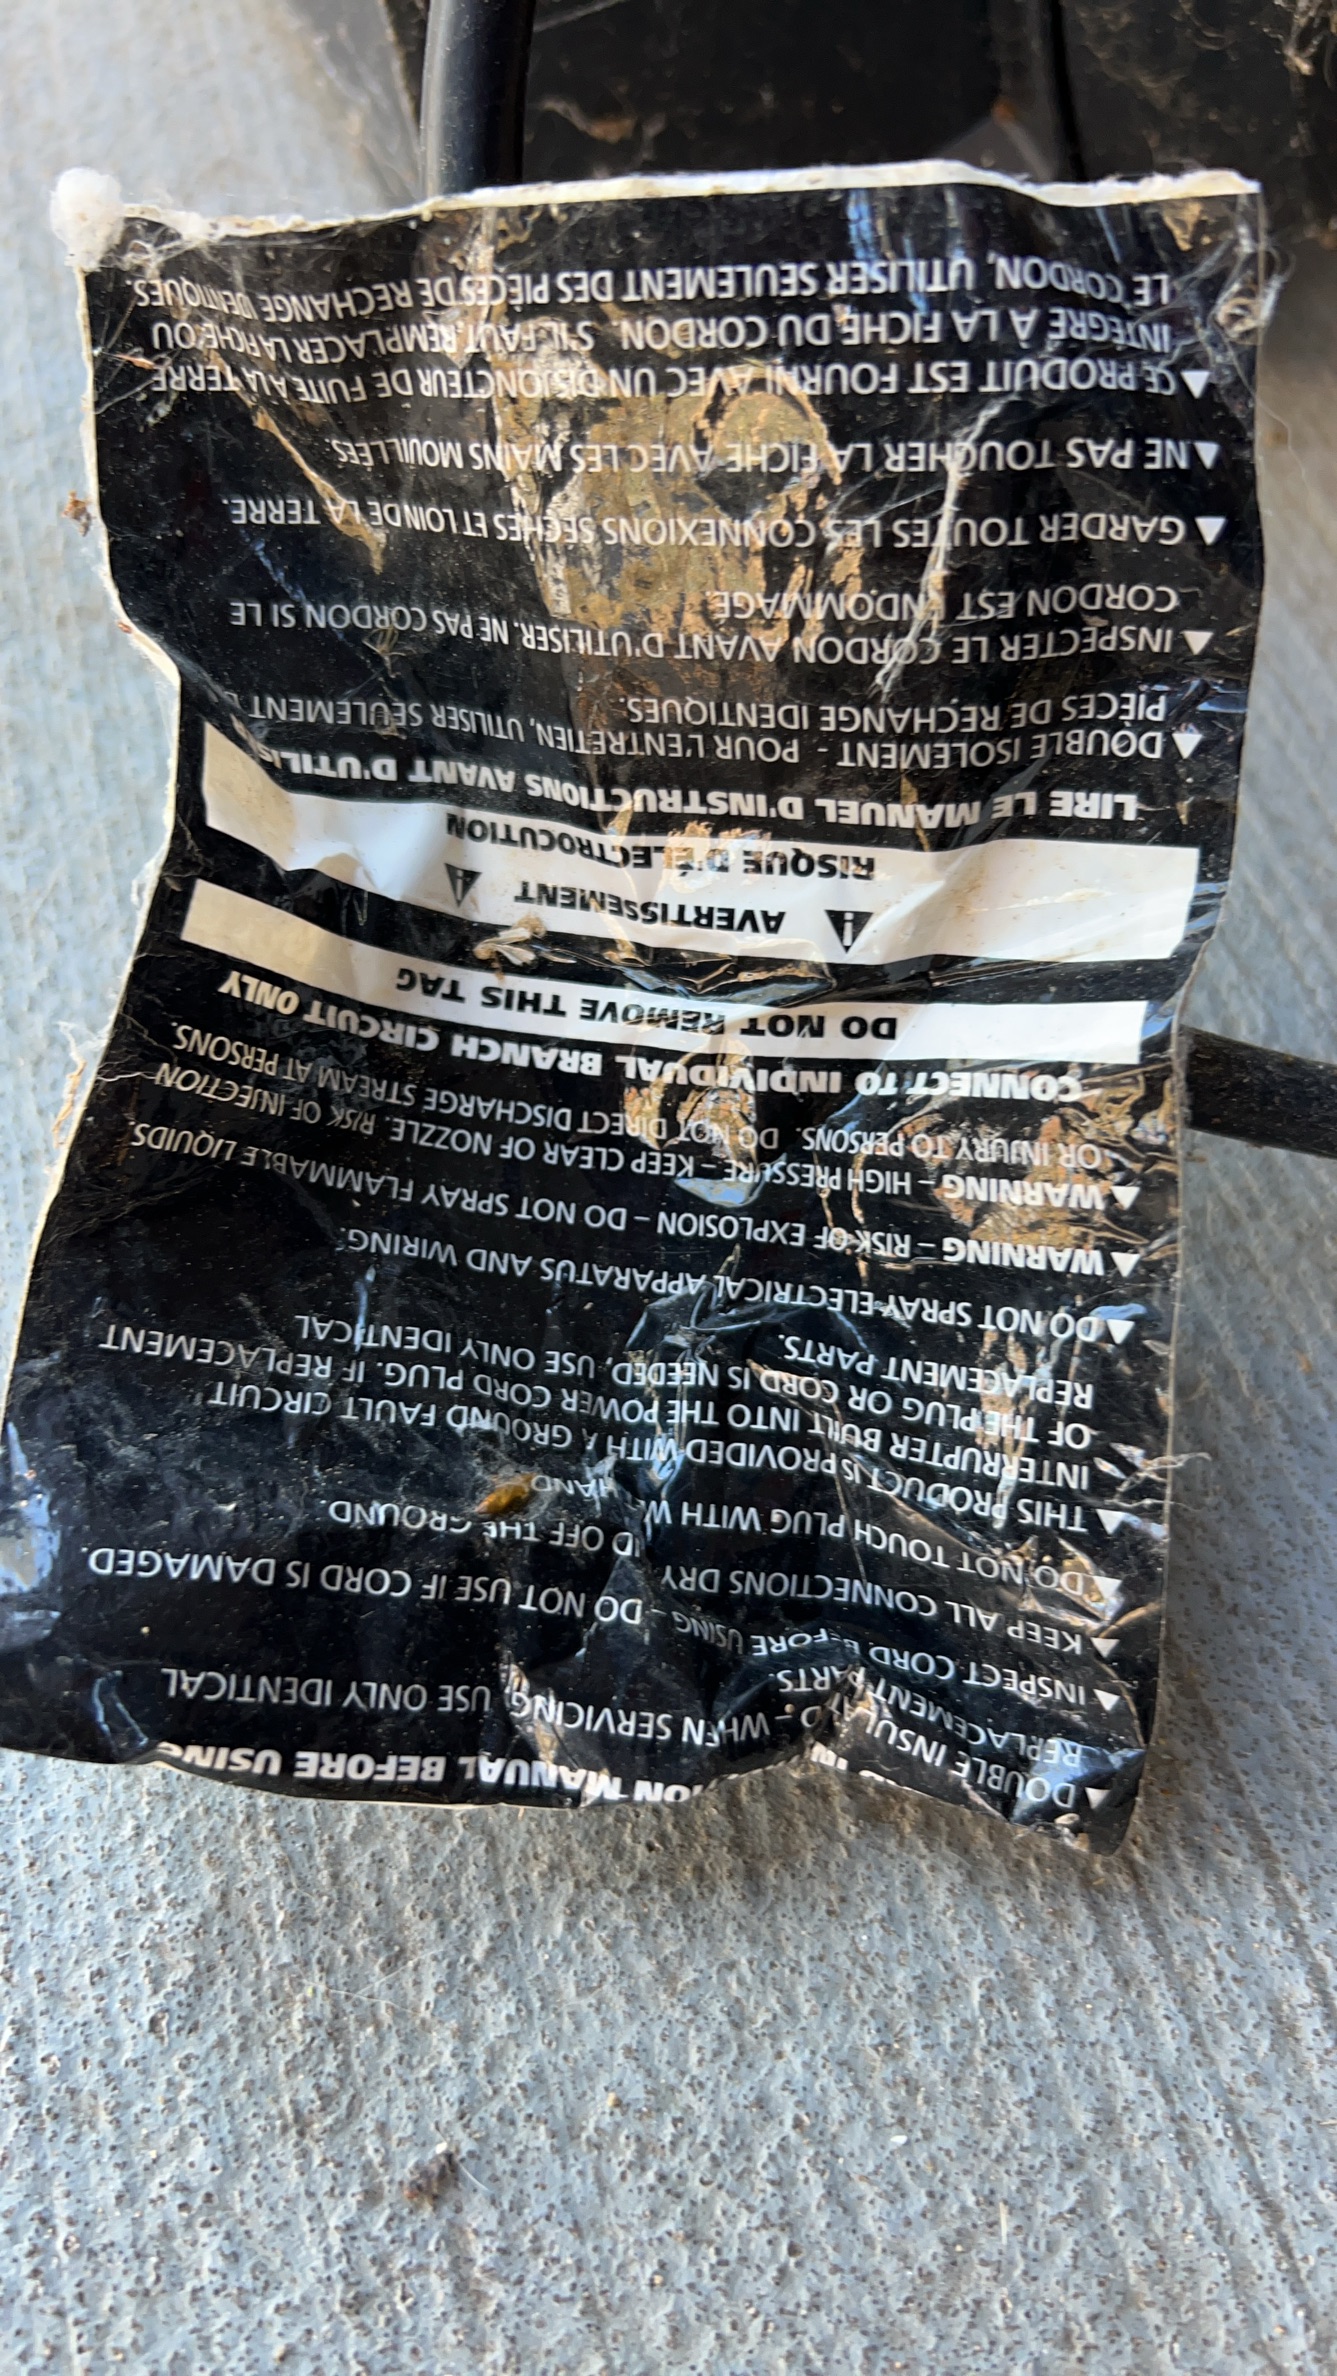 ION MANUAL BEFORE USING
▲ DOUBLE INSULATED – WHEN SERVICING, USE ONLY IDENTICAL
REPLACEMENT PARTS.
▲ INSPECT CORD BEFORE USING – DO NOT USE IF CORD IS DAMAGED.
▲ KEEP ALL CONNECTIONS DRY OFF THE GROUND.
▲ DO NOT TOUCH PLUG WITH HAND
▲ THIS PRODUCT IS PROVIDED WITH A GROUND FAULT CIRCUIT
INTERRUPTER BUILT INTO THE POWER CORD PLUG. IF REPLACEMENT
OF THE PLUG OR CORD IS NEEDED, USE ONLY IDENTICAL
REPLACEMENT PARTS.
▲ DO NOT SPRAY ELECTRICAL APPARATUS AND WIRING.
▲ WARNING – RISK OF EXPLOSION – DO NOT SPRAY FLAMMABLE LIQUIDS.
▲ WARNING – HIGH PRESSURE – KEEP CLEAR OF NOZZLE. RISK OF INJECTION
OR INJURY TO PERSONS. DO NOT DIRECT DISCHARGE STREAM AT PERSONS.
CONNECT TO INDIVIDUAL BRANCH CIRCUIT ONLY
DO NOT REMOVE THIS TAG
AVERTISSEMENT
RISQUE D'ÉLECTROCUTION
LIRE LE MANUEL D'INSTRUCTIONS AVANT
▲ DOUBLE ISOLEMENT - POUR L'ENTRETIEN, UTILISER SEULEMENT
PIÈCES DE RECHANGE IDENTIQUES.
▲ INSPECTER LE CORDON AVANT D'UTILISER. NE PAS CORDON SI LE
CORDON EST ENDOMMAGE
▲ GARDER TOUTES LES CONNEXIONS SÈCHES ET LOIN DE LA TERRE.
▲ NE PAS TOUCHER LA FICHE AVEC LES MAINS MOUILLÉES.
▲ CE PRODUIT EST FOURNI AVEC UN DISJONCTEUR DE FUITE A LA TERRE
INTÉGRÉ À LA FICHE DU CORDON. S'IL FAUT REMPLACER LA FICHE OU
LE CORDON, UTILISER SEULEMENT DES PIÈCES DE RECHANGE IDENTIQUES.